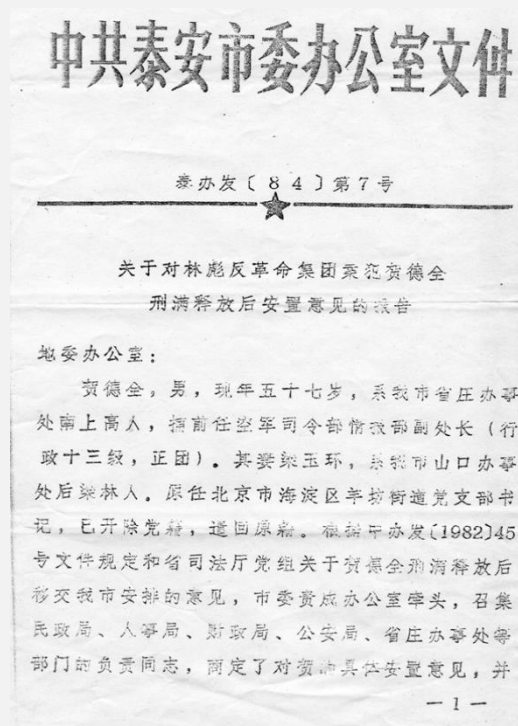 中共泰安市委办公室文件
泰办发〔84〕第7号
关于对林彪反革命集团案犯贺德全
刑满释放后安置意见的报告
地委办公室：
贺德全，男，现年五十七岁，系我市省庄办事
处南上高人，捕前任空军司令部情报部副处长（行
政十三级，正团）。其妻梁玉环，系我市山口办事
处后梁林人。原任北京市海淀区羊坊街道党支部书
记，已开除党籍，遣回原籍。根据中办发〔1982〕45
号文件规定和省司法厅党组关于贺德全刑满释放后
移交我市安排的意见，市委责成办公室牵头，召集
民政局、人事局、财政局、公安局、省庄办事处等
部门的负责同志，商定了对贺的具体安置意见，并
—1—